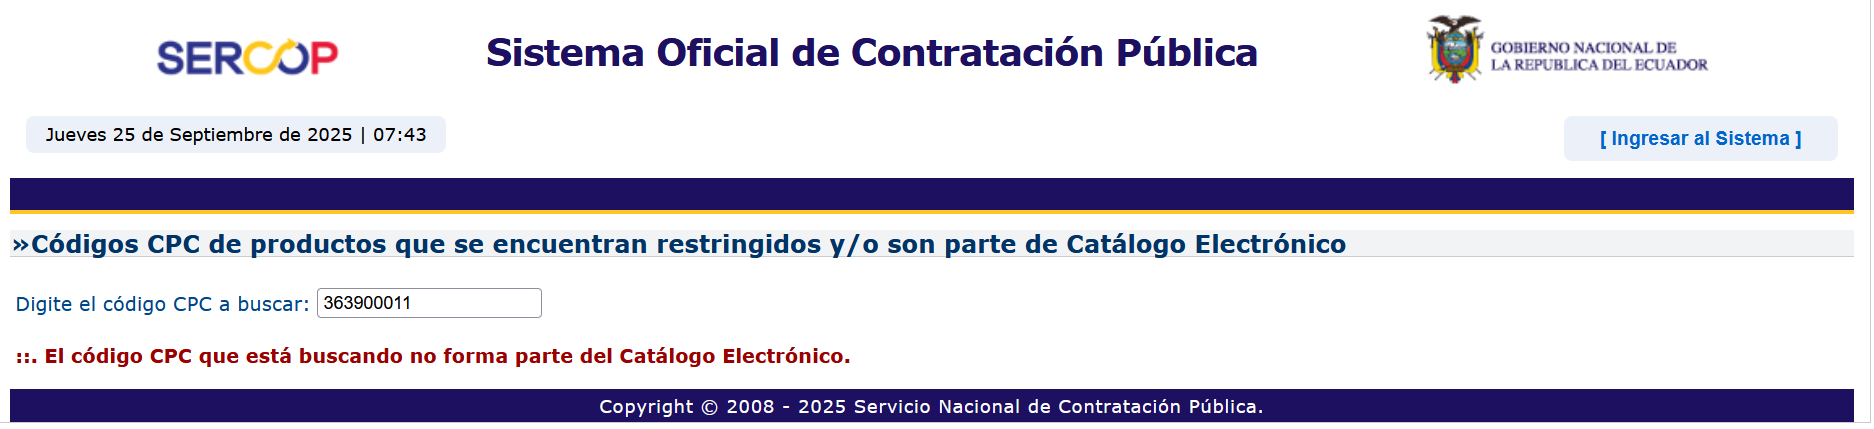 SERCOP
Sistema Oficial de Contratación Pública
GOBIERNO NACIONAL DE
LA REPUBLICA DEL ECUADOR
Jueves 25 de Septiembre de 2025 | 07:43
[ Ingresar al Sistema ]
»Códigos CPC de productos que se encuentran restringidos y/o son parte de Catálogo Electrónico
Digite el código CPC a buscar: 363900011
::. El código CPC que está buscando no forma parte del Catálogo Electrónico.
Copyright © 2008 - 2025 Servicio Nacional de Contratación Pública.